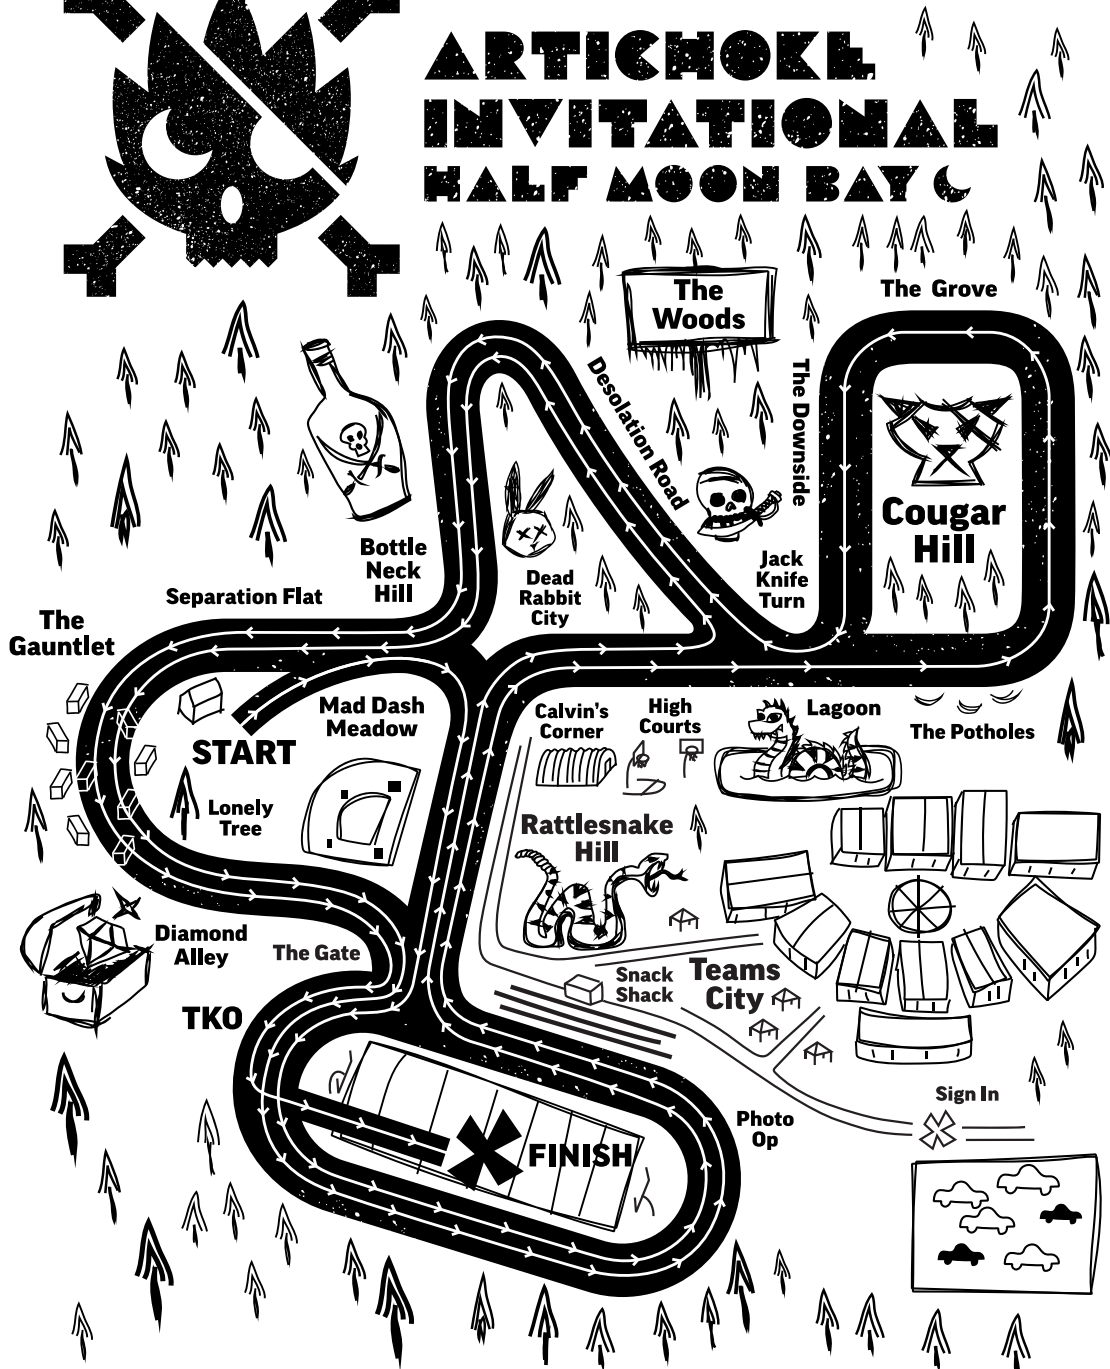 ARTICHOKE
INVITATIONAL
HALF MOON BAY
The
Woods
The Grove
Desolation Road
The Downside
Cougar
Hill
Bottle
Neck
Hill
Dead
Rabbit
City
Jack
Knife
Turn
Separation Flat
The
Gauntlet
Mad Dash
Meadow
START
Calvin's
Corner
High
Courts
Lagoon
The Potholes
Lonely
Tree
Rattlesnake
Hill
Diamond
Alley
The Gate
Snack
Shack
Teams
City
TKO
Sign In
Photo
Op
FINISH